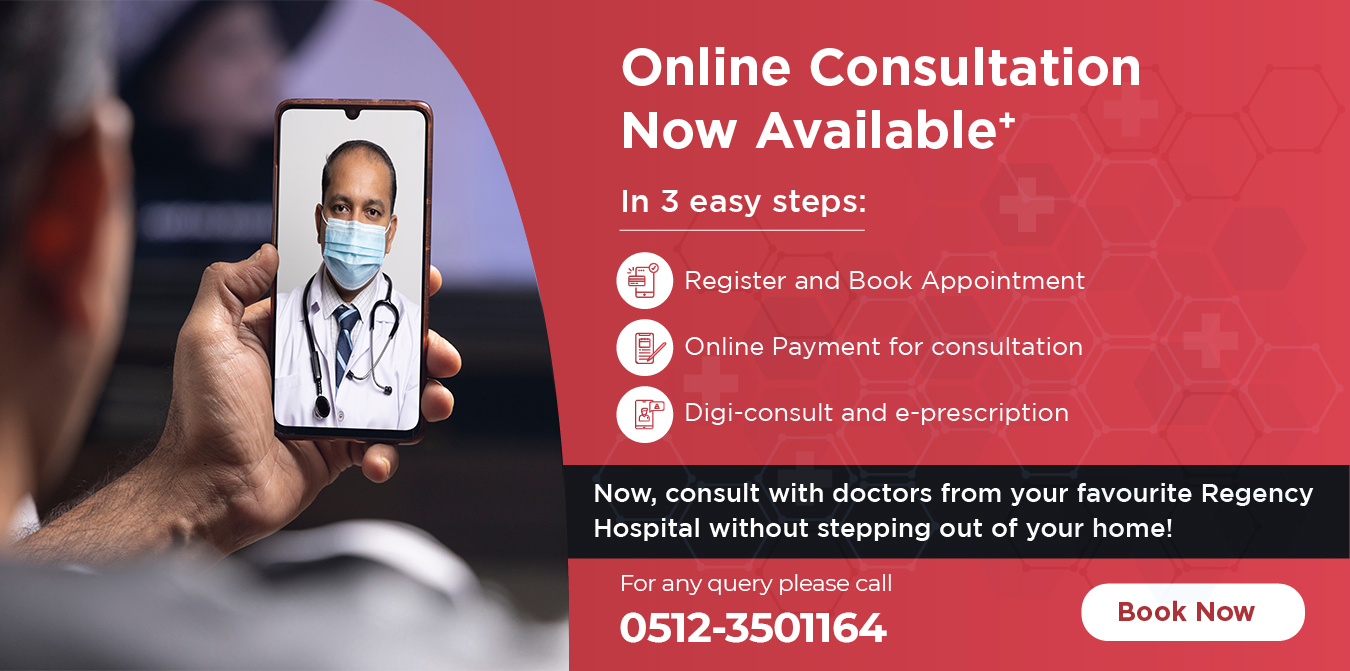 Online Consultation
Now Available+
In 3 easy steps:
Register and Book Appointment
Online Payment for consultation
Digi-consult and e-prescription
Now, consult with doctors from your favourite Regency
Hospital without stepping out of your home!
For any query please call
0512-3501164
Book Now